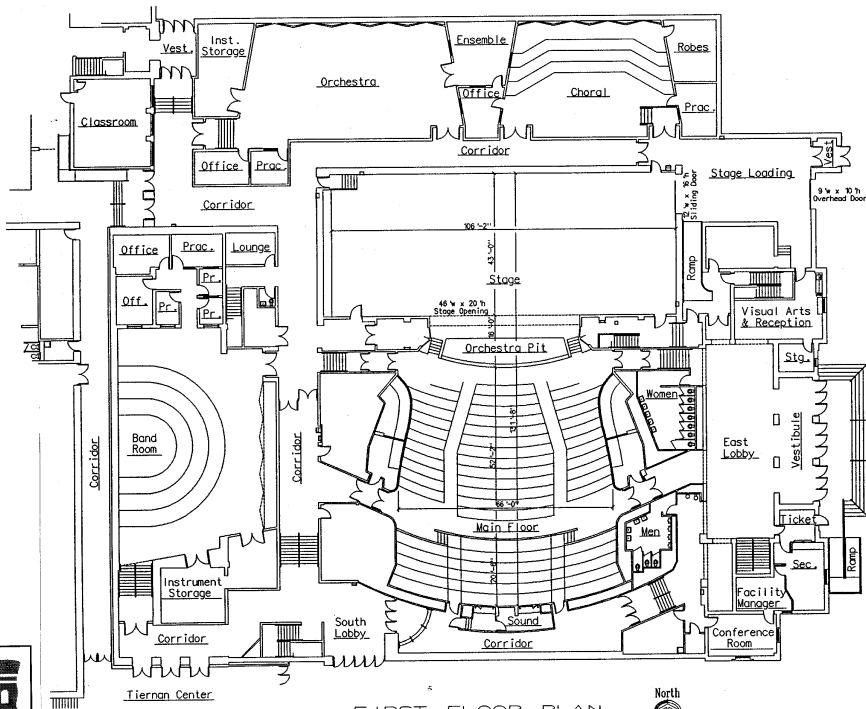 Vest.
Inst.
Storage
Orchestra
Ensemble
Robes
Office
Choral
Prac.
Classroom
Office
Prac.
Corridor
Vest
Stage Loading
9'w x 10'h
Overhead Door
12'w x 16'h
Sliding Door
Corridor
106'-2"
43'-0"
Stage
Ramp
Office
Prac.
Lounge
Pr.
Off.
Pr.
Pr.
46'w x 20'h
Stage Opening
Visual Arts
& Reception
Orchestra Pit
Stg.
Women
Band
Room
Corridor
Corridor
East
Lobby
Vestibule
66'-0"
Main Floor
Men
Ticket
Sec.
Ramp
Instrument
Storage
Facility
Manager
South
Lobby
Sound
Corridor
Corridor
Conference
Room
Tiernan Center
FIRST FLOOR PLAN
North